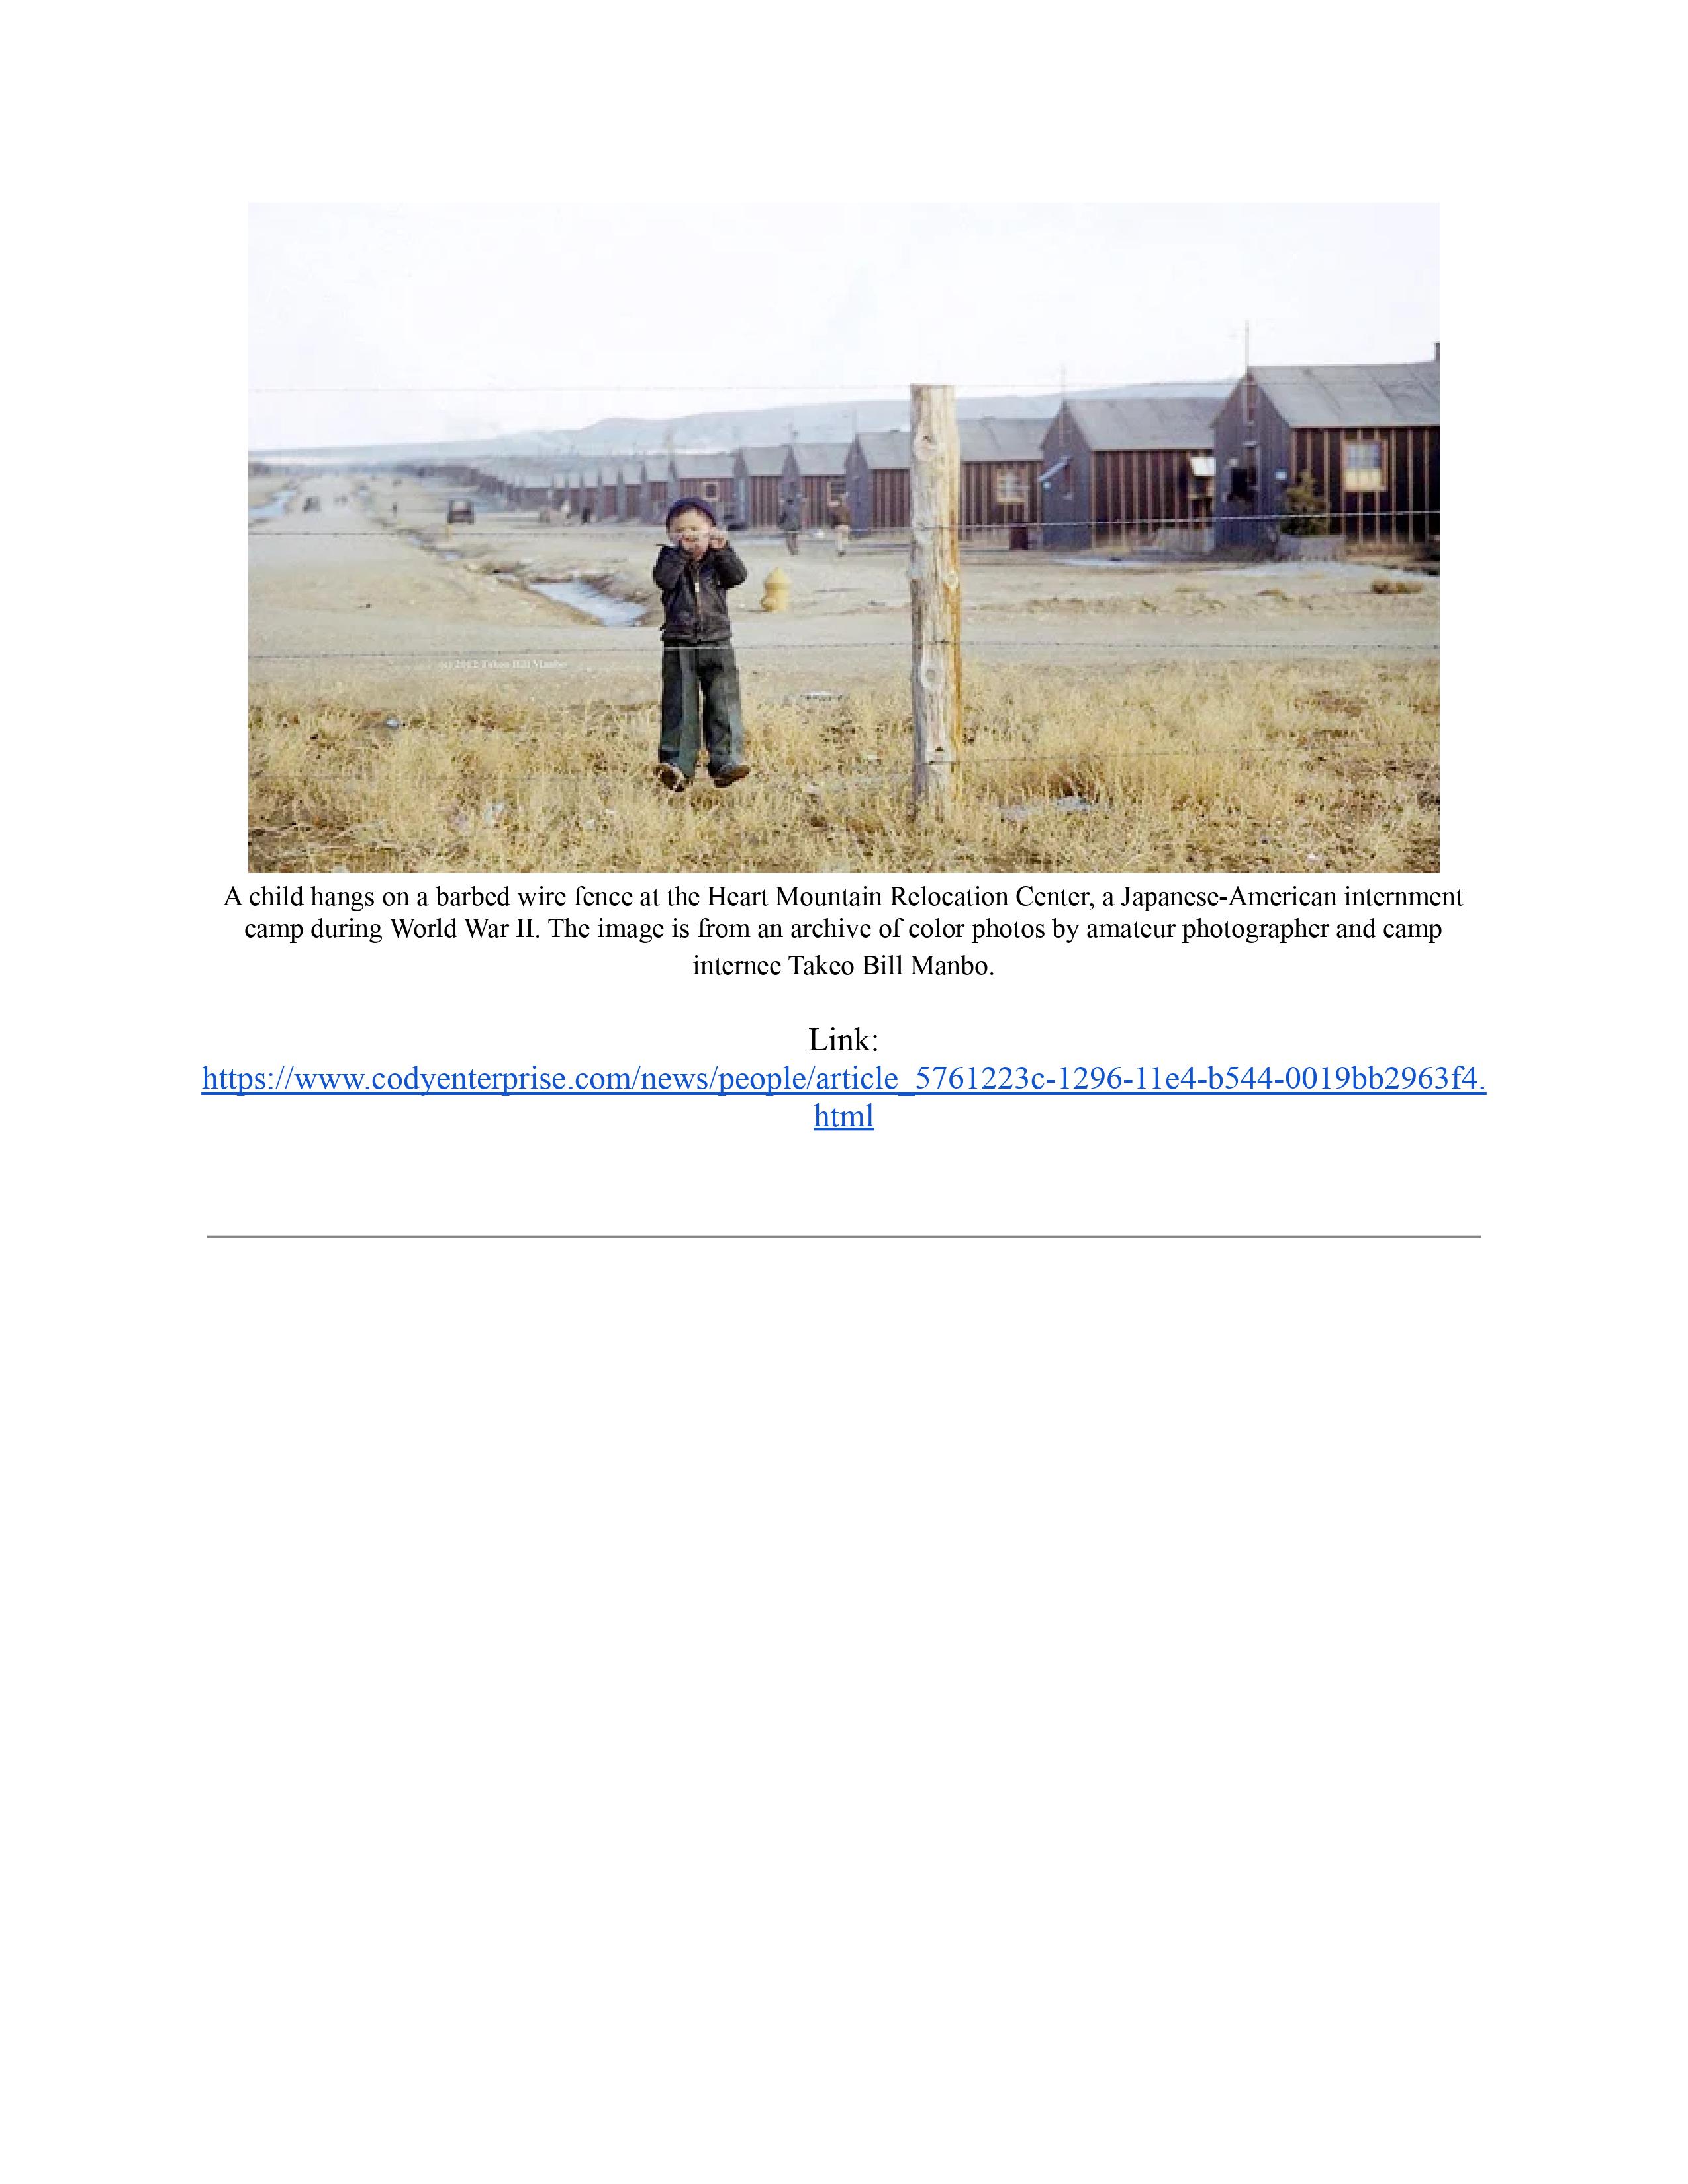 (c) 2012 Takeo Bill Manbo
A child hangs on a barbed wire fence at the Heart Mountain Relocation Center, a Japanese-American internment
camp during World War II. The image is from an archive of color photos by amateur photographer and camp
internee Takeo Bill Manbo.
Link:
https://www.codyenterprise.com/news/people/article_5761223c-1296-11e4-b544-0019bb2963f4.
html